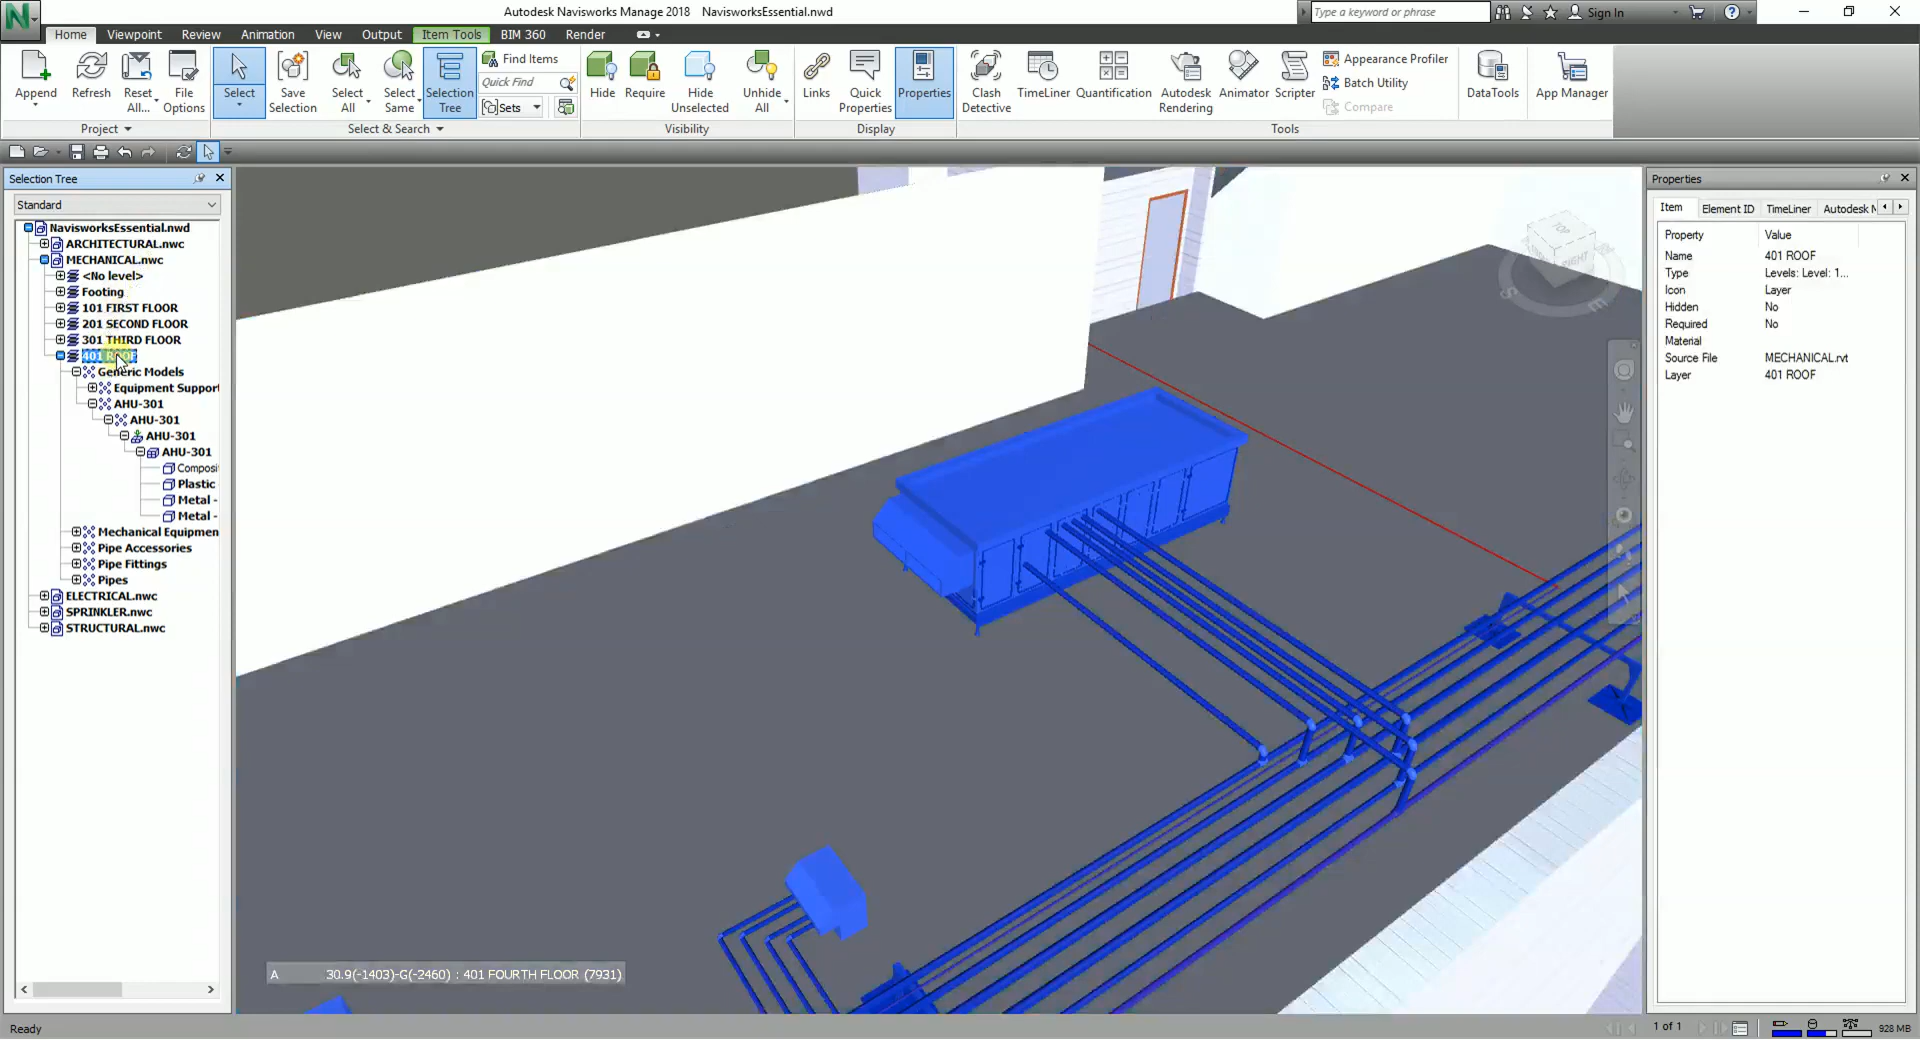 Autodesk Navisworks Manage 2018 NavisworksEssential.nwd
Type a keyword or phrase
Sign In
Home Viewpoint Review Animation View Output Item Tools BIM 360 Render
Append
Refresh
Reset All...
File Options
Project
Select
Save Selection
Select All
Select Same
Selection Tree
Find Items
Quick Find
Sets
Select & Search
Hide
Require
Hide Unselected
Unhide All
Visibility
Links
Quick Properties
Properties
Display
Clash Detective
TimeLiner
Quantification
Autodesk Rendering
Animator
Scripter
Appearance Profiler
Batch Utility
Compare
Tools
DataTools
App Manager
Selection Tree
Standard
NavisworksEssential.nwd
ARCHITECTURAL.nwc
MECHANICAL.nwc
<No level>
Footing
101 FIRST FLOOR
201 SECOND FLOOR
301 THIRD FLOOR
401 ROOF
Generic Models
Equipment Support
AHU-301
AHU-301
AHU-301
AHU-301
Composi
Plastic
Metal -
Metal -
Mechanical Equipmen
Pipe Accessories
Pipe Fittings
Pipes
ELECTRICAL.nwc
SPRINKLER.nwc
STRUCTURAL.nwc
TOP
RIGHT
S
E
A 30.9(-1403)-G(-2460) : 401 FOURTH FLOOR (7931)
Properties
Item Element ID TimeLiner Autodesk N
Property Value
Name 401 ROOF
Type Levels: Level: 1...
Icon Layer
Hidden No
Required No
Material
Source File MECHANICAL.rvt
Layer 401 ROOF
Ready
1 of 1
928 MB